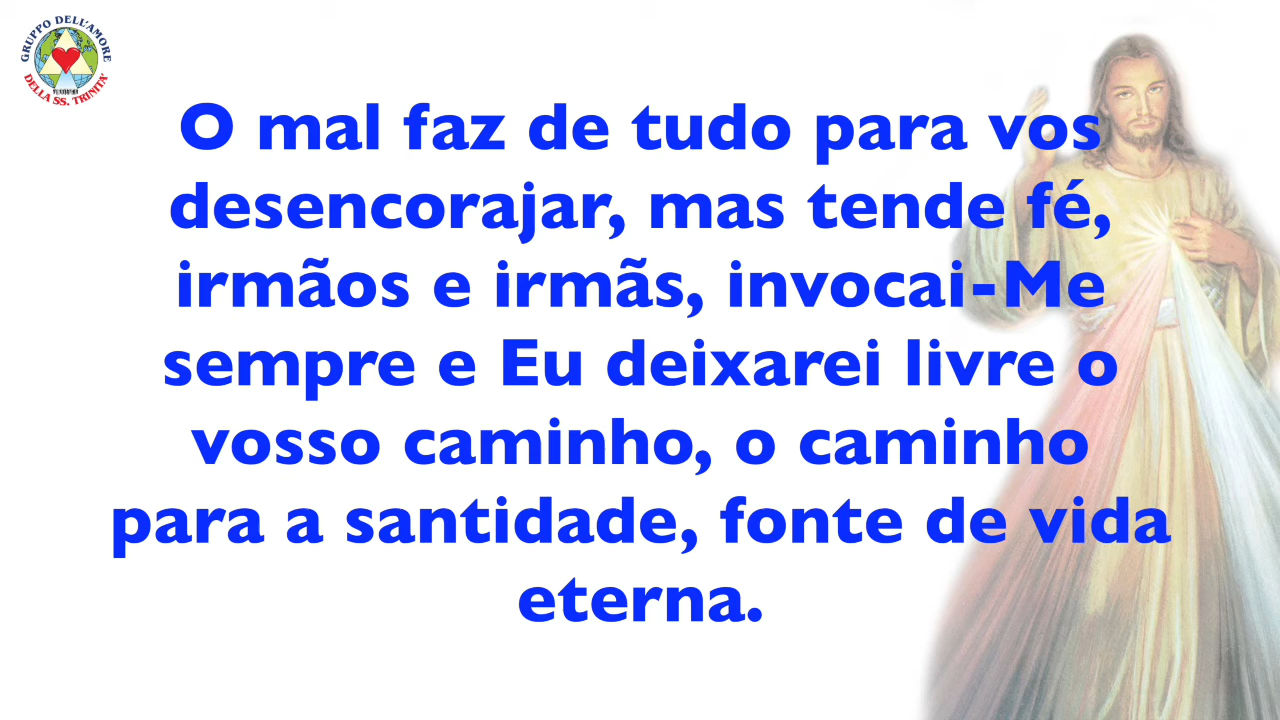 GRUPPO DELL'AMORE
DELLA SS. TRINITA'
O mal faz de tudo para vos
desencorajar, mas tende fé,
irmãos e irmãs, invocai-Me
sempre e Eu deixarei livre o
vosso caminho, o caminho
para a santidade, fonte de vida
eterna.